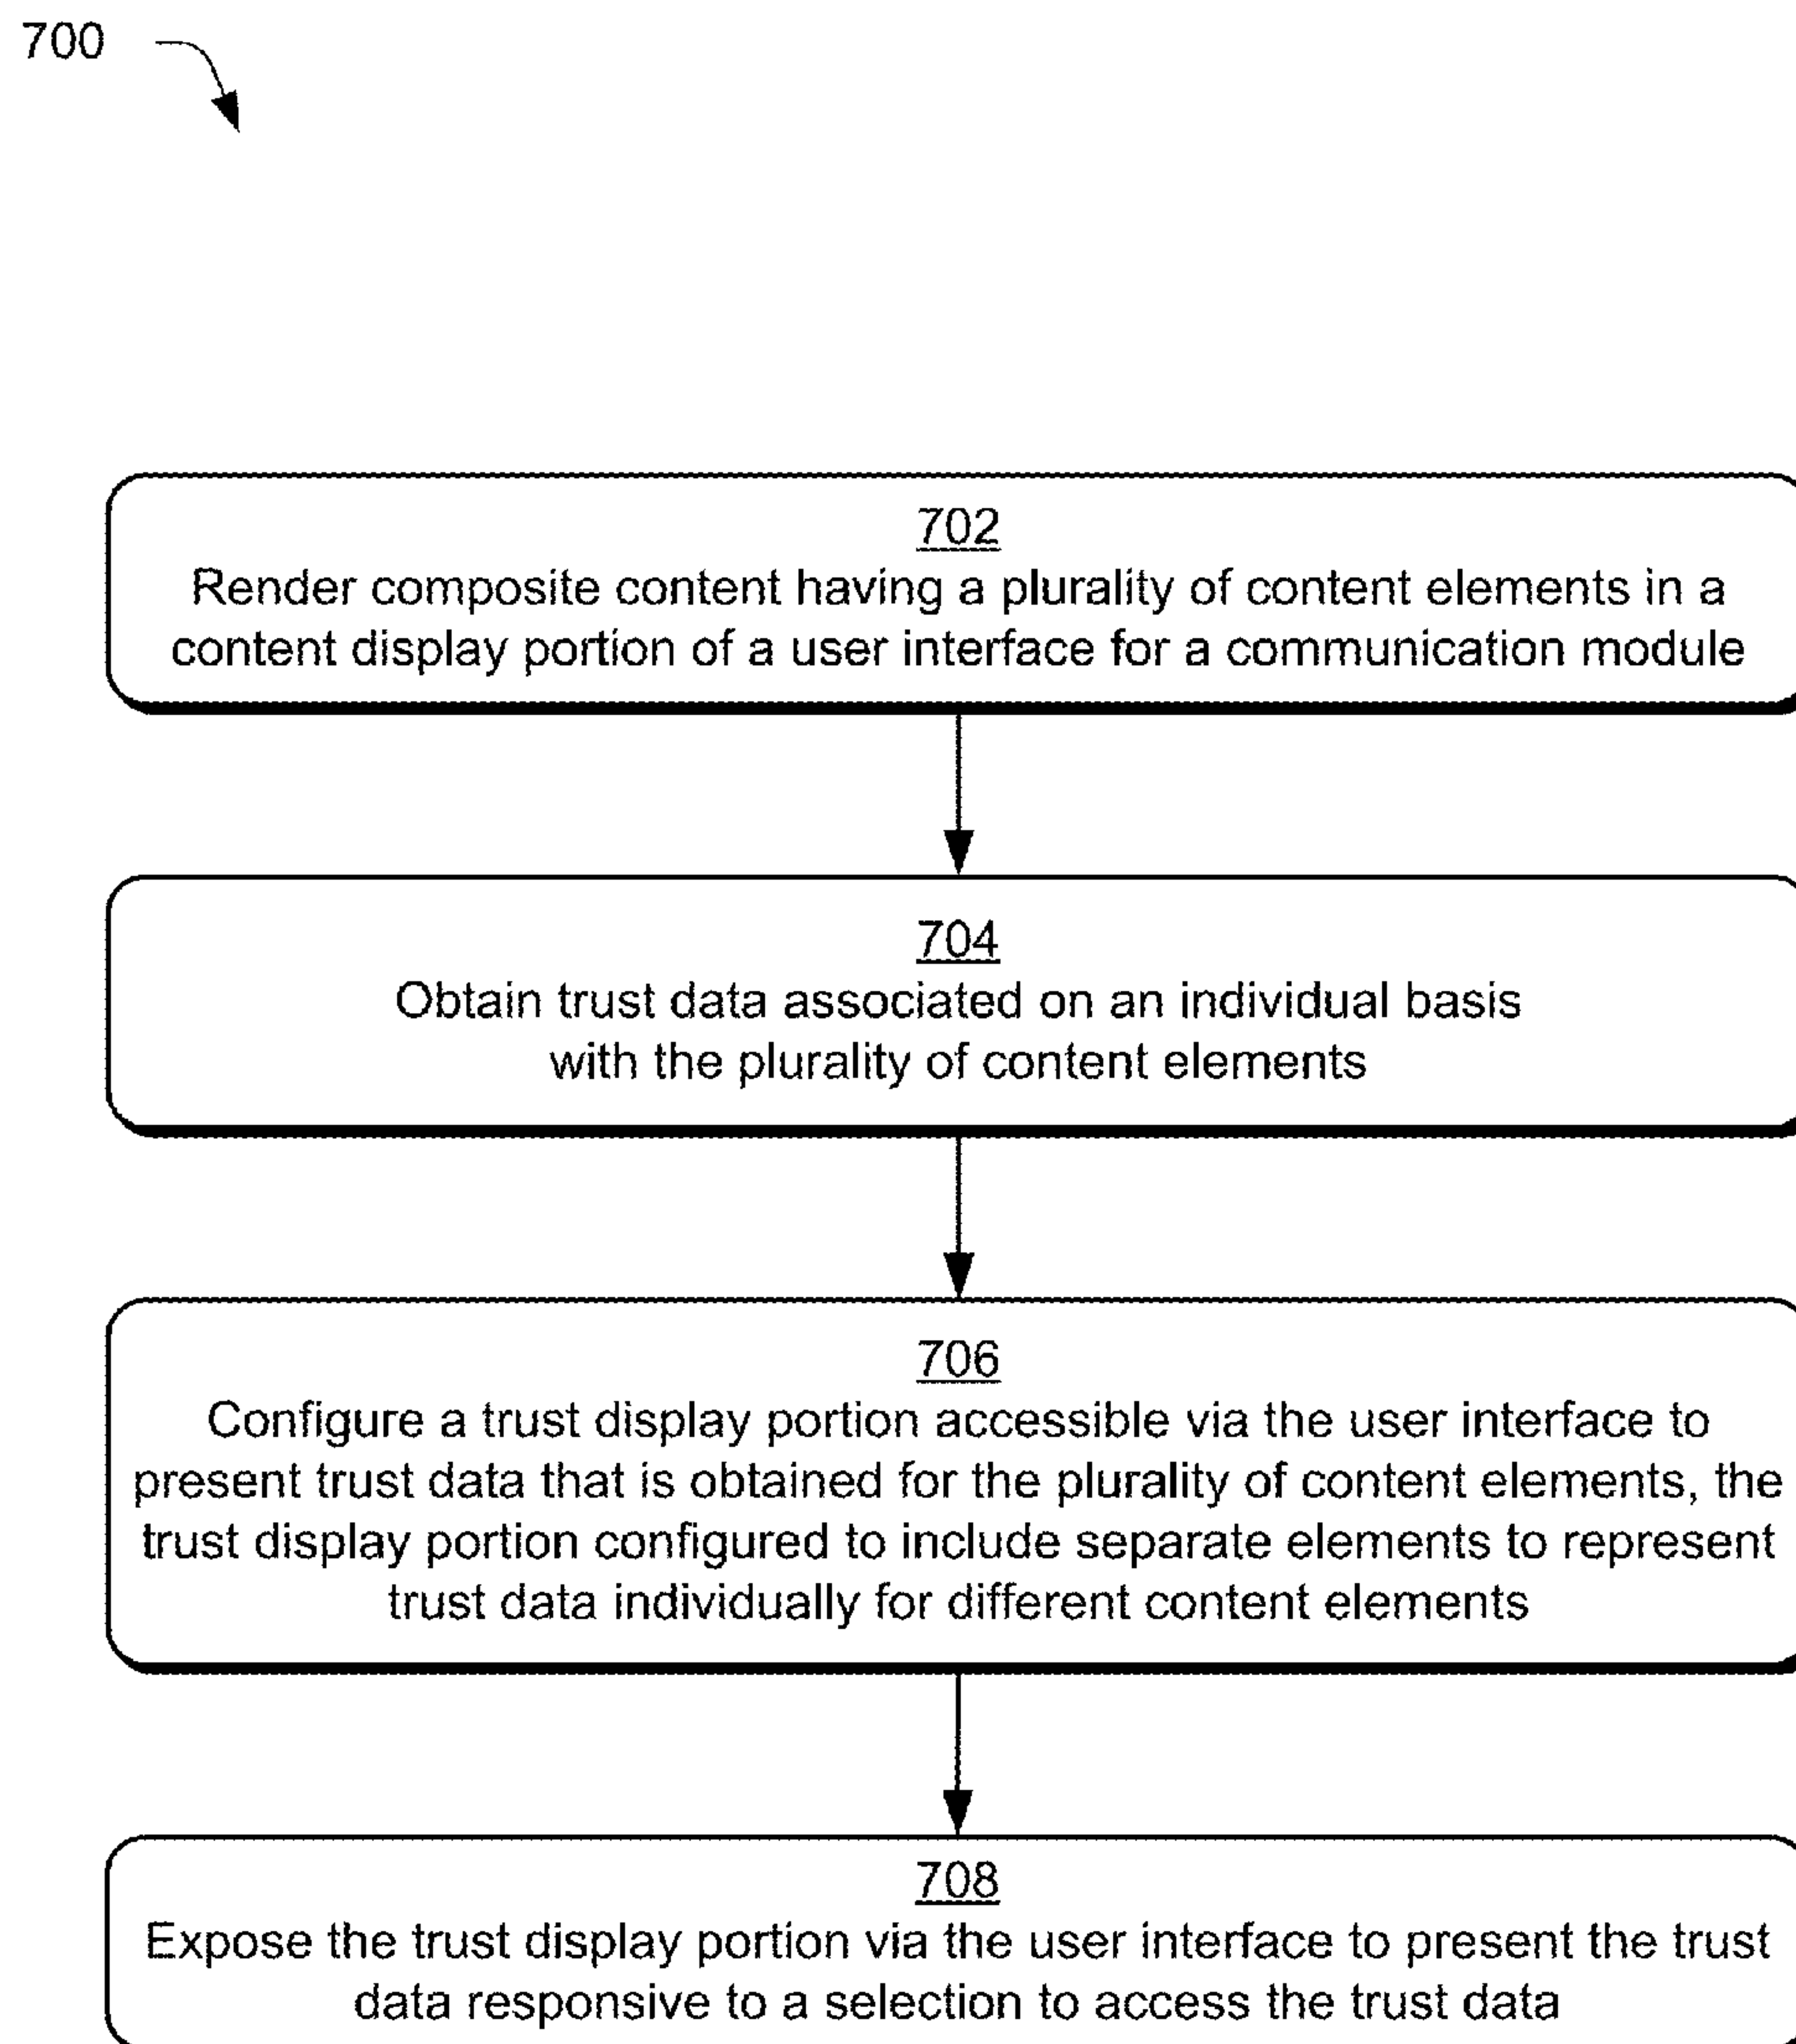 700
702
Render composite content having a plurality of content elements in a
content display portion of a user interface for a communication module
704
Obtain trust data associated on an individual basis
with the plurality of content elements
706
Configure a trust display portion accessible via the user interface to
present trust data that is obtained for the plurality of content elements, the
trust display portion configured to include separate elements to represent
trust data individually for different content elements
708
Expose the trust display portion via the user interface to present the trust
data responsive to a selection to access the trust data